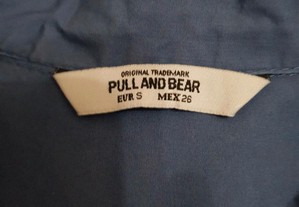 ORIGINAL TRADEMARK
PULL AND BEAR
EUR S MEX 26